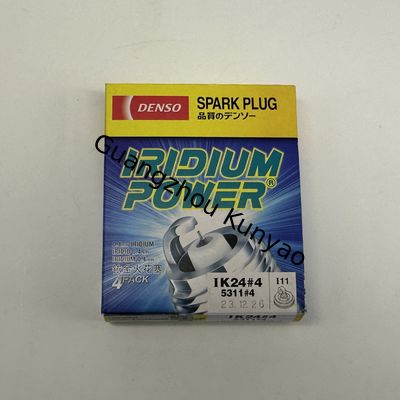 DENSO
SPARK PLUG
品質のデンソー
IRIDIUM
POWER®
Guangzhou Kunyao
4PACK
IK24#4
5311#4
23.12.26
I11